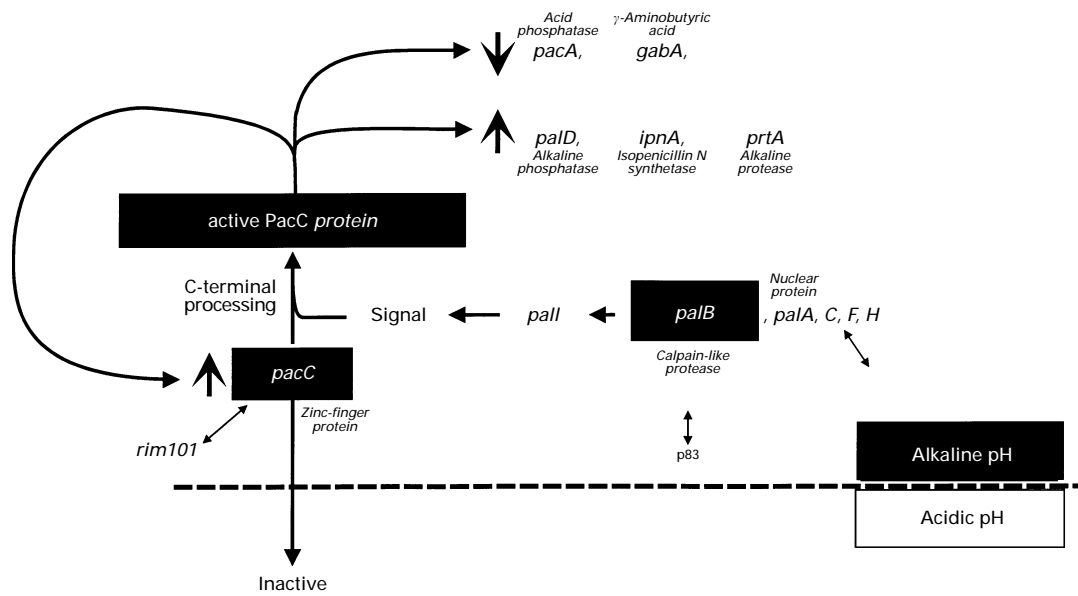 Acid
phosphatase
pacA,
γ-Aminobutyric
acid
gabA,
palD,
Alkaline
phosphatase
ipnA,
Isopenicillin N
synthetase
prtA
Alkaline
protease
active PacC protein
C-terminal
processing
Signal
palI
palB
Nuclear
protein
, palA, C, F, H
Calpain-like
protease
pacC
Zinc-finger
protein
rim101
p83
Alkaline pH
Acidic pH
Inactive